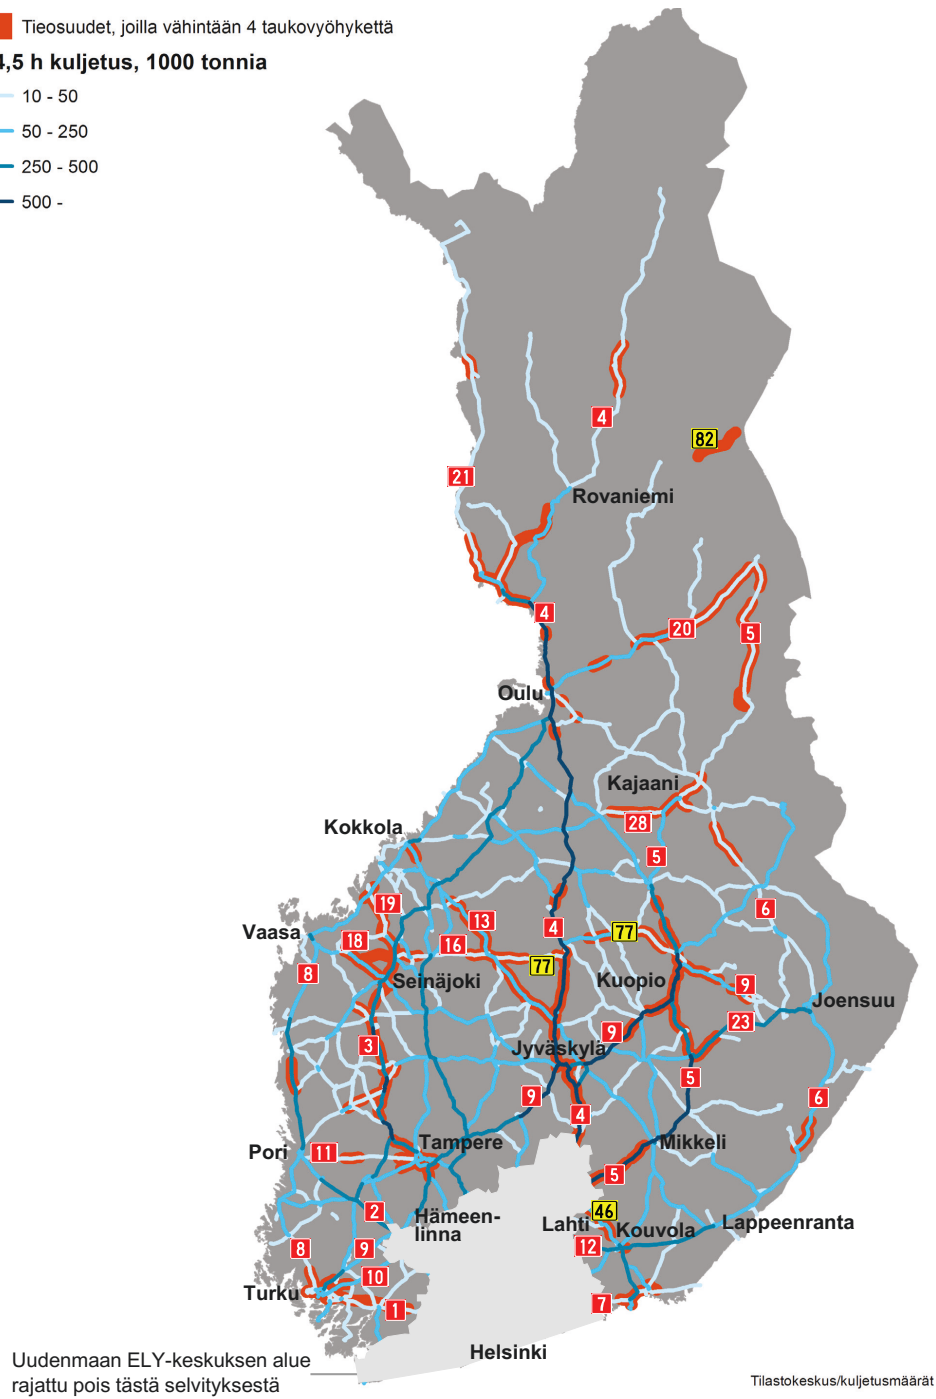 Tieosuudet, joilla vähintään 4 taukovyöhykettä
4,5 h kuljetus, 1000 tonnia
10 - 50
50 - 250
250 - 500
500 -
4
82
21
Rovaniemi
4
20
5
Oulu
Kajaani
28
Kokkola
5
19
13
6
Vaasa
18
16
4
77
77
8
Seinäjoki
Kuopio
9
Joensuu
23
3
9
Jyväskylä
5
9
4
6
Pori
11
Tampere
Mikkeli
5
2
Hämeen-
linna
46
Lahti
Kouvola
Lappeenranta
8
9
12
10
Turku
1
7
Helsinki
Uudenmaan ELY-keskuksen alue
rajattu pois tästä selvityksestä
Tilastokeskus/kuljetusmäärät